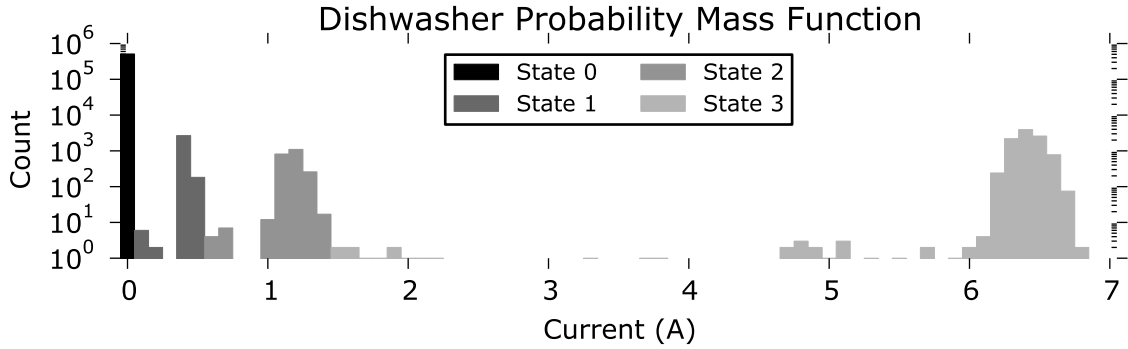 Dishwasher Probability Mass Function
State 0 State 2
State 1 State 3
Count
10^6
10^5
10^4
10^3
10^2
10^1
10^0
0 1 2 3 4 5 6 7
Current (A)